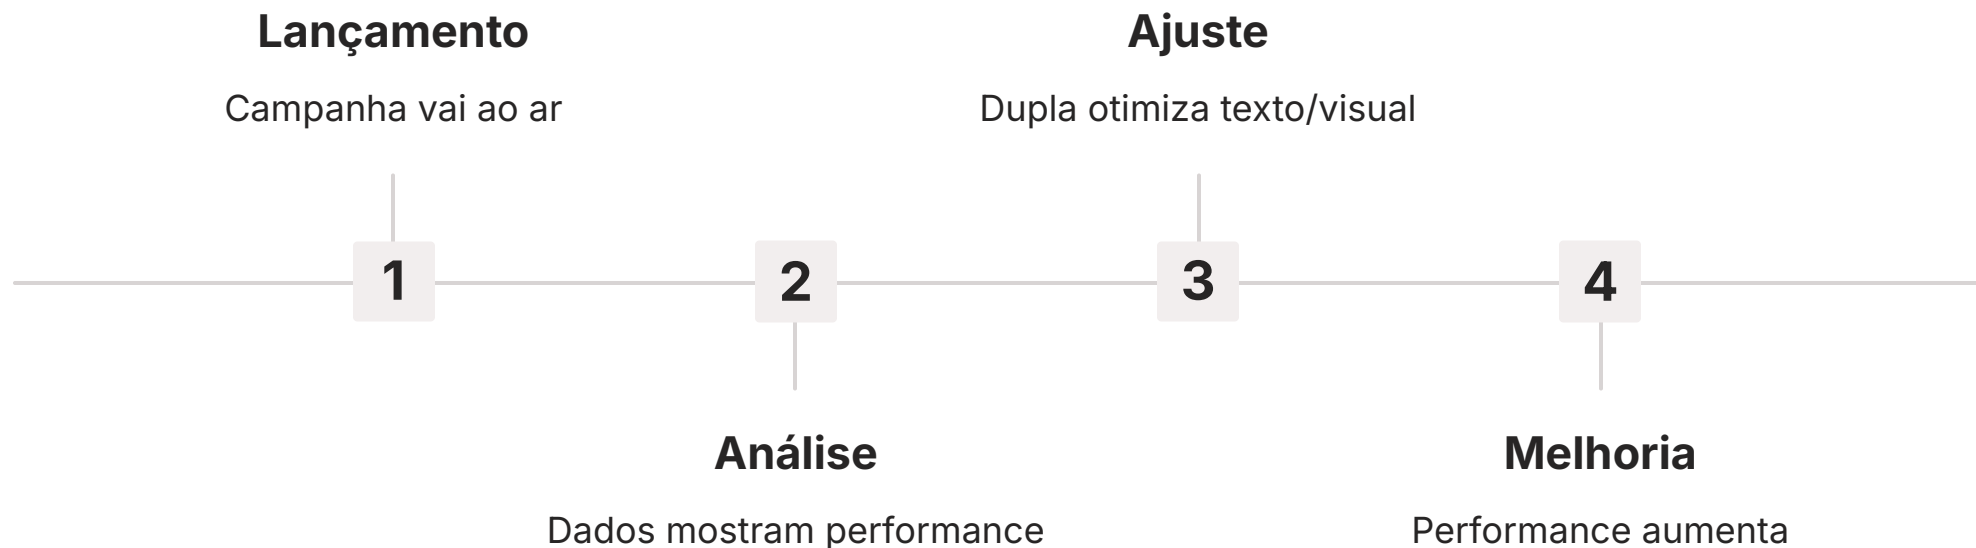 Lançamento
Campanha vai ao ar
Ajuste
Dupla otimiza texto/visual
1
2
3
4
Análise
Dados mostram performance
Melhoria
Performance aumenta